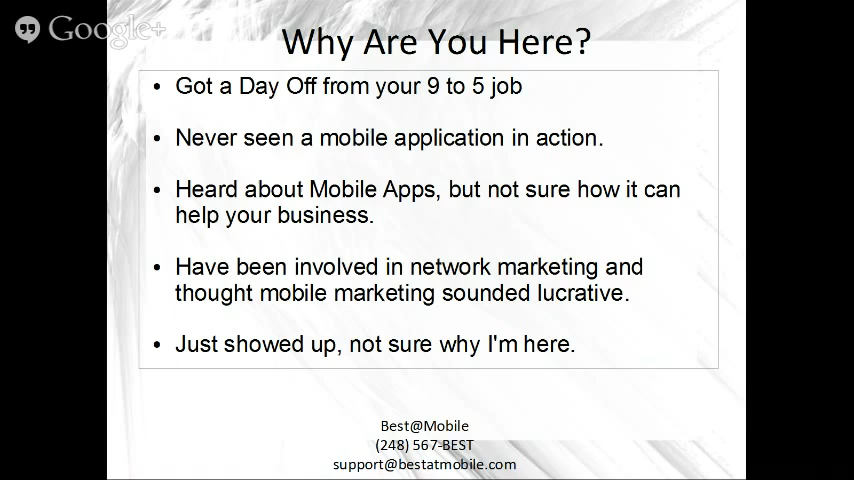 Google+
Why Are You Here?
• Got a Day Off from your 9 to 5 job
• Never seen a mobile application in action.
• Heard about Mobile Apps, but not sure how it can
help your business.
• Have been involved in network marketing and
thought mobile marketing sounded lucrative.
• Just showed up, not sure why I'm here.
Best@Mobile
(248) 567-BEST
support@bestatmobile.com